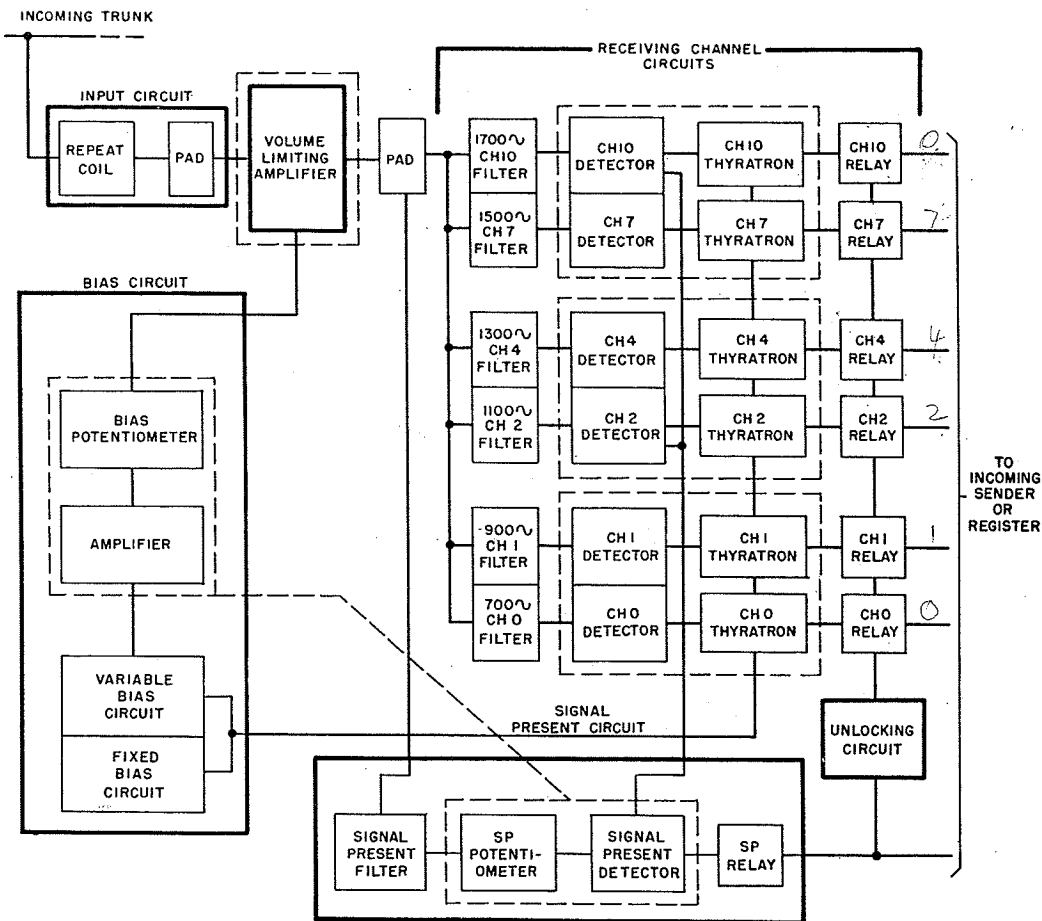 INCOMING TRUNK
RECEIVING CHANNEL
CIRCUITS
INPUT CIRCUIT
REPEAT
COIL
PAD
VOLUME
LIMITING
AMPLIFIER
PAD
1700~
CH10
FILTER
CH10
DETECTOR
CH10
THYRATRON
CH10
RELAY
0
1500~
CH 7
FILTER
CH 7
DETECTOR
CH 7
THYRATRON
CH 7
RELAY
7
BIAS CIRCUIT
1300~
CH 4
FILTER
CH 4
DETECTOR
CH 4
THYRATRON
CH 4
RELAY
4
1100~
CH 2
FILTER
CH 2
DETECTOR
CH 2
THYRATRON
CH2
RELAY
2
BIAS
POTENTIOMETER
AMPLIFIER
TO
INCOMING
SENDER
OR
REGISTER
900~
CH 1
FILTER
CH 1
DETECTOR
CH 1
THYRATRON
CH 1
RELAY
1
700~
CH 0
FILTER
CH 0
DETECTOR
CH 0
THYRATRON
CH0
RELAY
0
VARIABLE
BIAS
CIRCUIT
FIXED
BIAS
CIRCUIT
SIGNAL
PRESENT CIRCUIT
UNLOCKING
CIRCUIT
SIGNAL
PRESENT
FILTER
SP
POTENTI-
OMETER
SIGNAL
PRESENT
DETECTOR
SP
RELAY